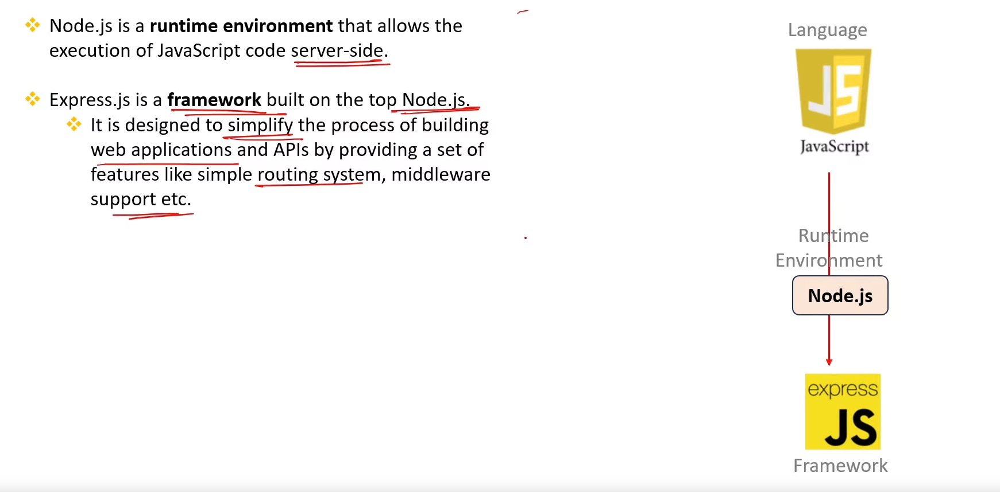 Node.js is a runtime environment that allows the
execution of JavaScript code server-side.
Express.js is a framework built on the top Node.js.
It is designed to simplify the process of building
web applications and APIs by providing a set of
features like simple routing system, middleware
support etc.
Language
JS
JavaScript
Runtime
Environment
Node.js
express
JS
Framework